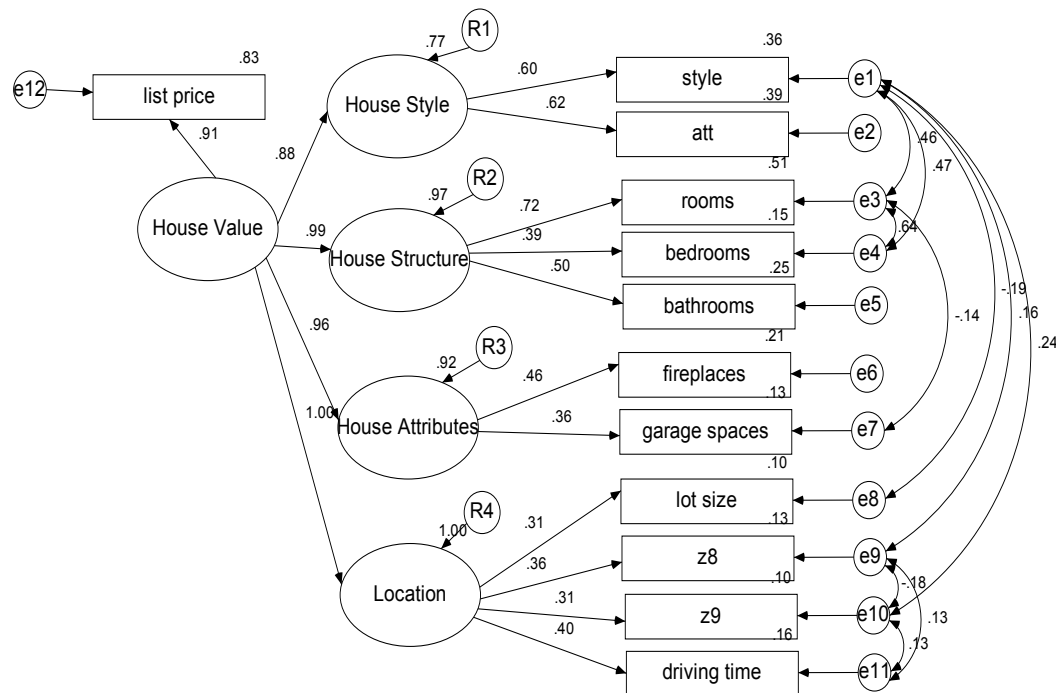 R1
.77
.83
.36
e12
list price
House Style
.60
style
e1
.39
.91
.88
.62
att
e2
.46
.47
.51
R2
.97
.72
rooms
e3
.15
House Value
.99
House Structure
.39
bedrooms
e4
.64
.25
.50
bathrooms
e5
-.19
.16
-.14
.24
.96
R3
.92
.21
.46
fireplaces
e6
.13
1.00
House Attributes
.36
garage spaces
e7
.10
R4
1.00
.31
lot size
e8
.13
.36
z8
e9
.10
-.18
Location
.31
z9
e10
.13
.13
.16
.40
driving time
e11